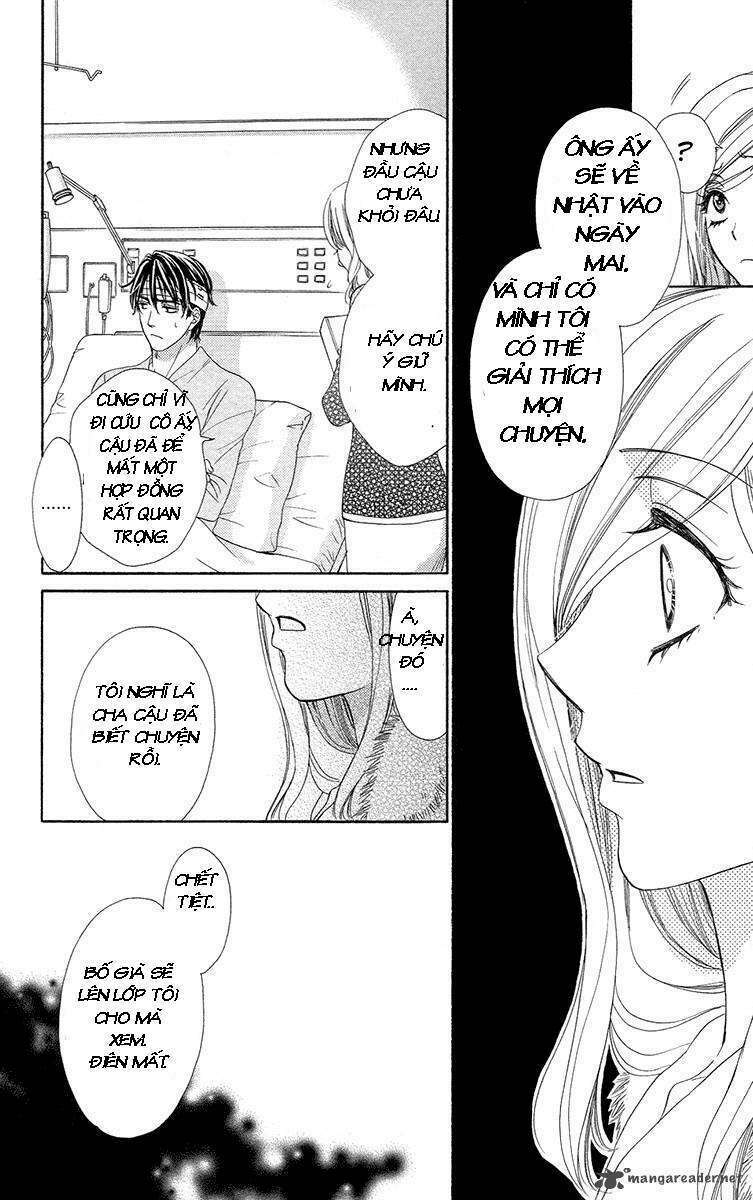 ?
ÔNG ẤY
SẼ VỀ
NHẬT VÀO
NGÀY
MAI.
VÀ CHỈ CÓ
MÌNH TÔI
CÓ THỂ
GIẢI THÍCH
MỌI
CHUYỆN.
NHƯNG
ĐẦU CẬU
CHƯA
KHỎI ĐÂU
HÃY CHÚ
Ý GIỮ
MÌNH.
CŨNG CHỈ VÌ
ĐI CỨU CÔ ẤY
CẬU ĐÃ ĐỂ
MẤT MỘT
HỢP ĐỒNG
RẤT QUAN
TRỌNG.
......
À,
CHUYỆN
ĐÓ
....
TÔI NGHĨ LÀ
CHA CẬU ĐÃ
BIẾT CHUYỆN
RỒI.
CHẾT
TIỆT..
BỐ GIÀ SẼ
LÊN LỚP TÔI
CHO MÀ
XEM.
ĐIÊN MẤT.
mangareader.net